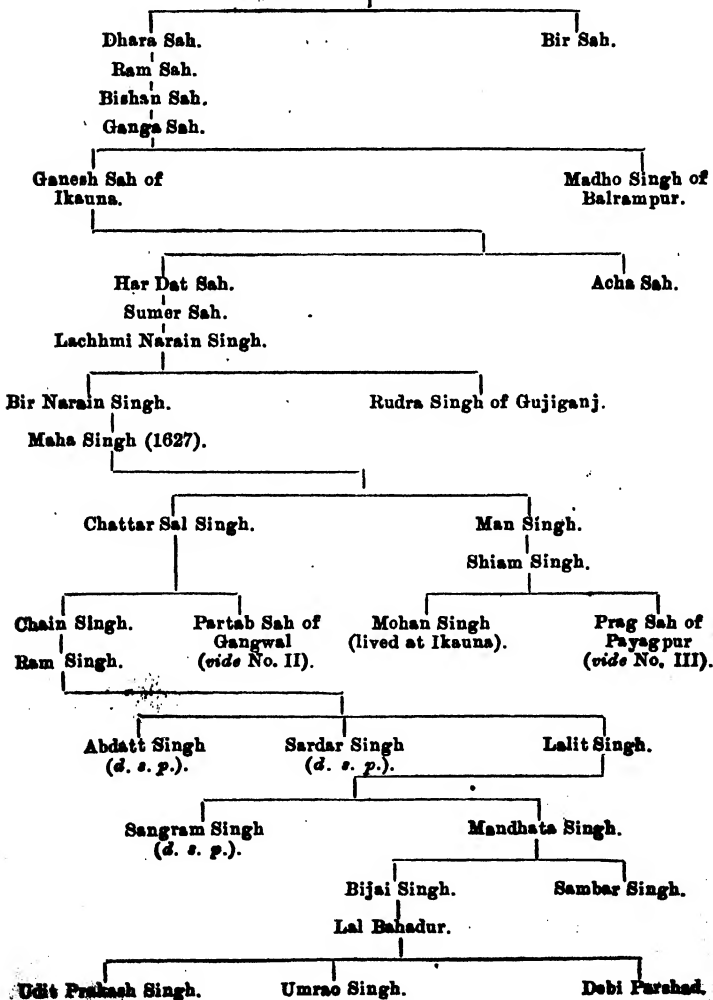 Dhara Sah. Bir Sah.
Ram Sah.
Bishan Sah.
Ganga Sah.
Ganesh Sah of Madho Singh of
Ikauna. Balrampur.
Har Dat Sah. Acha Sah.
Sumer Sah.
Lachhmi Narain Singh.
Bir Narain Singh. Rudra Singh of Gujiganj.
Maha Singh (1627).
Chattar Sal Singh. Man Singh.
Shiam Singh.
Chain Singh. Partab Sah of Mohan Singh Prag Sah of
Gangwal (lived at Ikauna). Payagpur
Ram Singh. (vide No. II). (vide No. III).
Abdatt Singh Sardar Singh Lalit Singh.
(d. s. p.). (d. s. p.).
Sangram Singh Mandhata Singh.
(d. s. p.).
Bijai Singh. Sambar Singh.
Lal Bahadur.
Udit Prakash Singh. Umrao Singh. Debi Parshad.